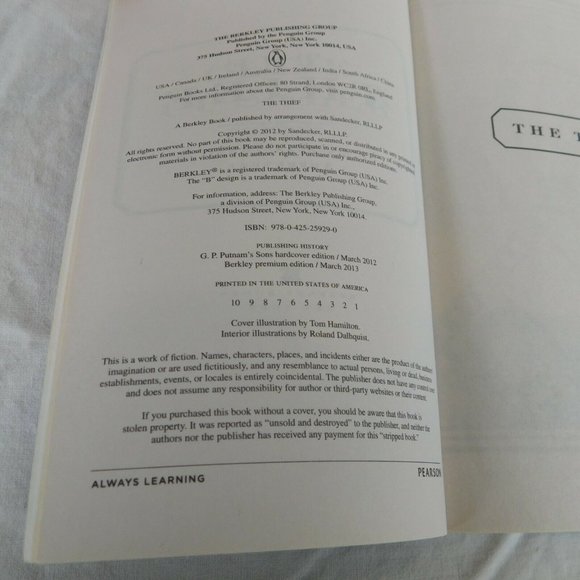 THE BERKLEY PUBLISHING GROUP
Published by the Penguin Group
Penguin Group (USA) Inc.
375 Hudson Street, New York, New York 10014, USA
USA / Canada / UK / Ireland / Australia / New Zealand / India / South Africa / China
Penguin Books Ltd., Registered Offices: 80 Strand, London WC2R 0RL, England
For more information about the Penguin Group, visit penguin.com.
THE THIEF
A Berkley Book / published by arrangement with Sandecker, RLLLP
Copyright © 2012 by Sandecker, RLLLP.
All rights reserved. No part of this book may be reproduced, scanned, or distributed in any printed or
electronic form without permission. Please do not participate in or encourage piracy of copyrighted
materials in violation of the authors' rights. Purchase only authorized editions.
BERKLEY® is a registered trademark of Penguin Group (USA) Inc.
The "B" design is a trademark of Penguin Group (USA) Inc.
For information, address: The Berkley Publishing Group,
a division of Penguin Group (USA) Inc.,
375 Hudson Street, New York, New York 10014
ISBN: 978-0-425-25929-0
PUBLISHING HISTORY
G. P. Putnam's Sons hardcover edition / March 2012
Berkley premium edition / March 2013
PRINTED IN THE UNITED STATES OF AMERICA
10 9 8 7 6 5 4 3 2 1
Cover illustration by Tom Hamilton.
Interior illustrations by Roland Dahlquist.
This is a work of fiction. Names, characters, places, and incidents either are the product of the authors'
imagination or are used fictitiously, and any resemblance to actual persons, living or dead, business
establishments, events, or locales is entirely coincidental. The publisher does not have any control over
and does not assume any responsibility for author or third-party websites or their content.
If you purchased this book without a cover, you should be aware that this book is
stolen property. It was reported as "unsold and destroyed" to the publisher, and neither the
authors nor the publisher has received any payment for this "stripped book."
ALWAYS LEARNING
PEARSON
THE T